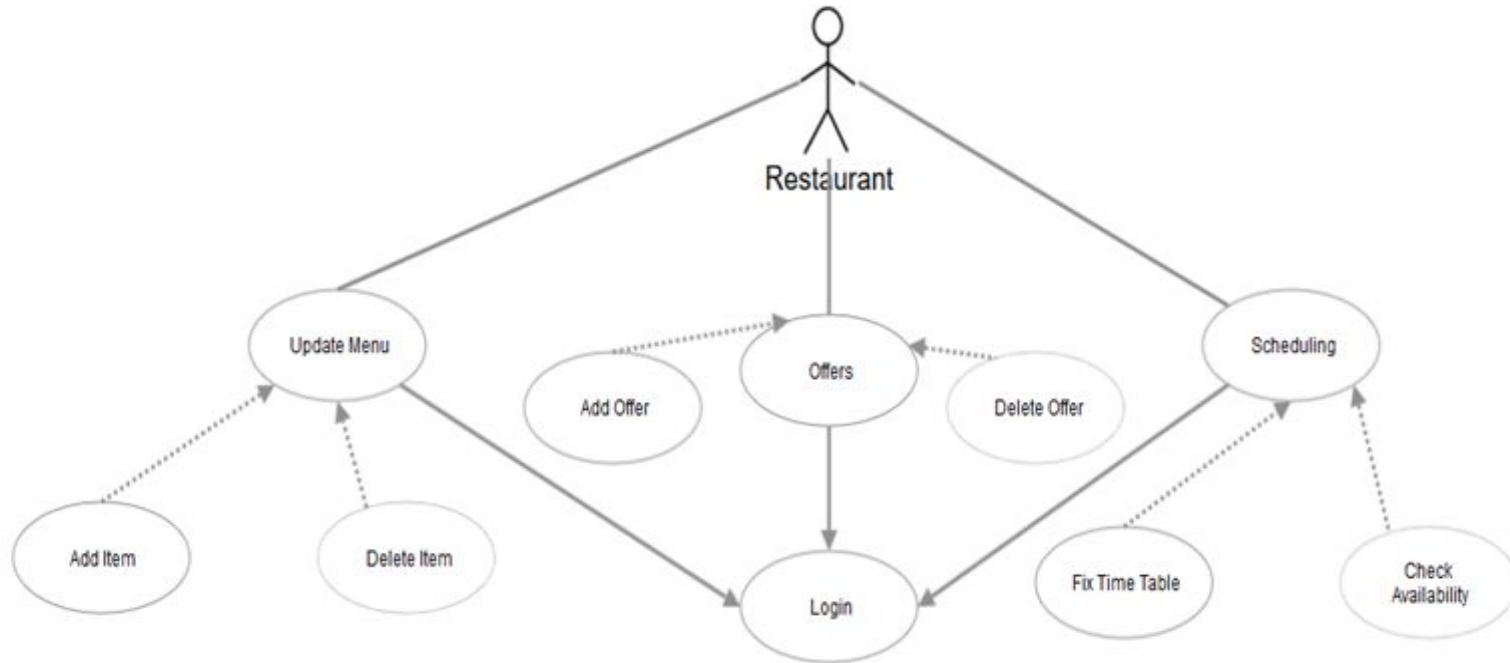 Restaurant
Update Menu
Offers
Scheduling
Add Offer
Delete Offer
Add Item
Delete Item
Login
Fix Time Table
Check
Availability